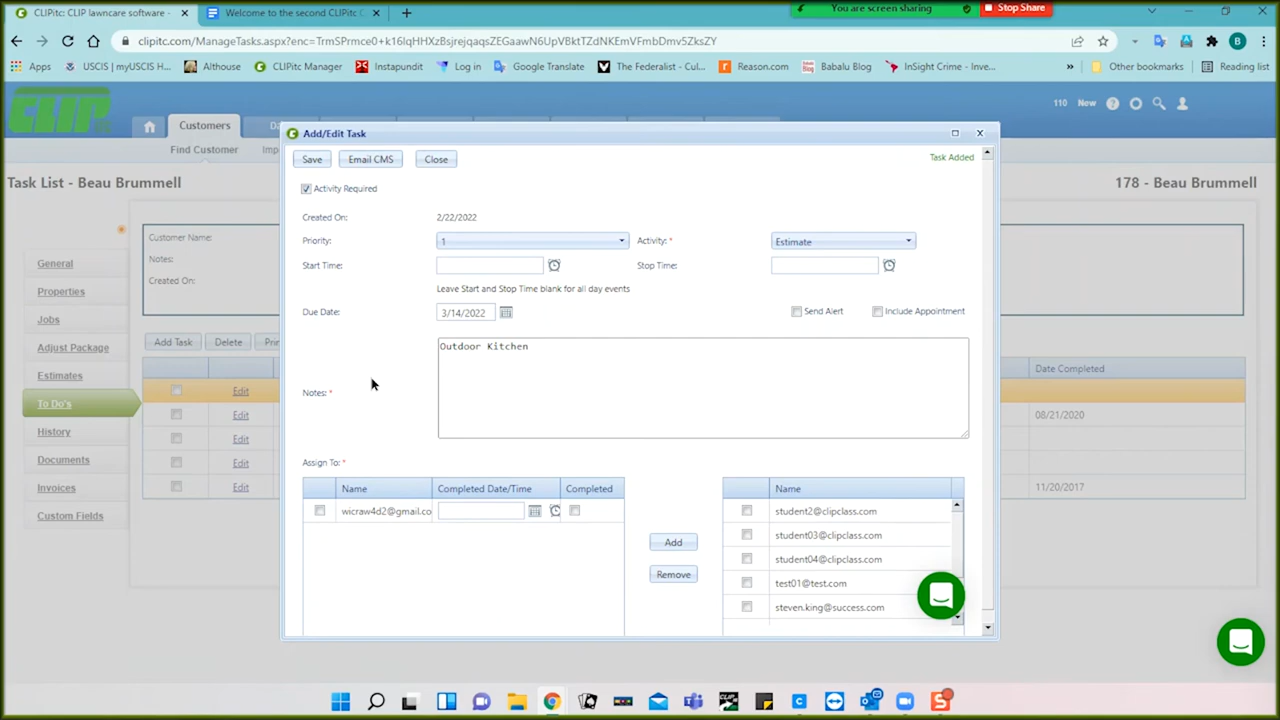 CLIPitc: CLIP lawncare software -
Welcome to the second CLIPitc C
You are screen sharing
Stop Share
clipitc.com/ManageTasks.aspx?enc=TrmSPrmce0+k16IqHHXzBsjrejqaqsZEGaawN6UpVBktTZdNKEmVFmbDmv5ZksZY
Apps
USCIS | myUSCIS H...
Althouse
CLIPitc Manager
Instapundit
Log in
Google Translate
The Federalist - Cul...
Reason.com
Babalu Blog
InSight Crime - Inve...
Other bookmarks
Reading list
CLIP
Customers
110 New
Find Customer
Task List - Beau Brummell
178 - Beau Brummell
Customer Name:
Notes:
Created On:
General
Properties
Jobs
Adjust Package
Estimates
To Do's
History
Documents
Invoices
Custom Fields
Add Task
Delete
Edit
Edit
Edit
Edit
Edit
Date Completed
08/21/2020
11/20/2017
Add/Edit Task
Save
Email CMS
Close
Task Added
Activity Required
Created On: 2/22/2022
Priority: 1
Activity: * Estimate
Start Time:
Stop Time:
Leave Start and Stop Time blank for all day events
Due Date: 3/14/2022
Send Alert
Include Appointment
Notes: *
Outdoor Kitchen
Assign To: *
Name Completed Date/Time Completed
wicraw4d2@gmail.co
Add
Remove
Name
student2@clipclass.com
student03@clipclass.com
student04@clipclass.com
test01@test.com
steven.king@success.com